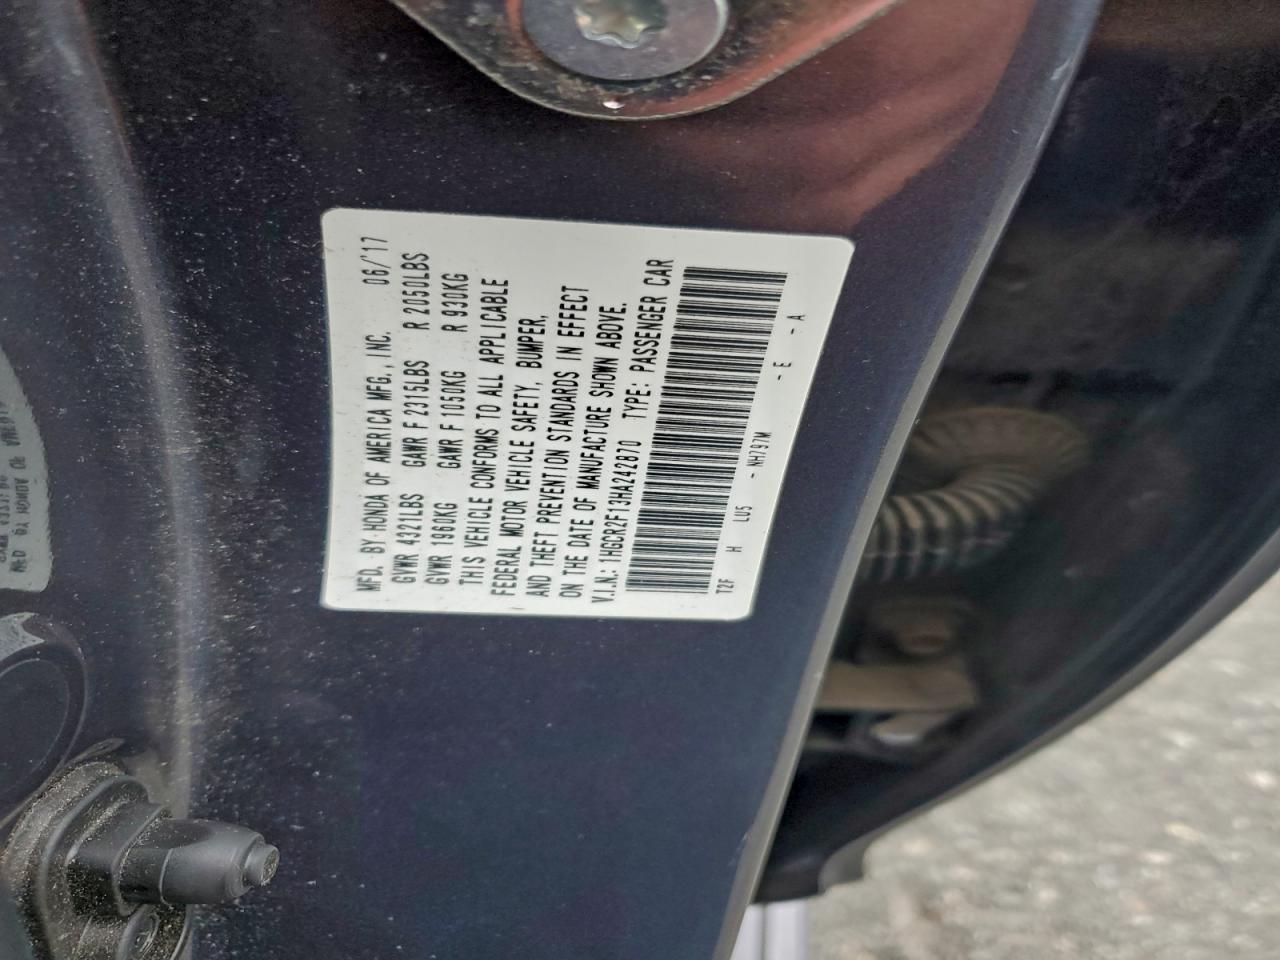 MFD. BY HONDA OF AMERICA MFG., INC. 06/'17
GVWR 4321LBS GAWR F 2315LBS R 2050LBS
GVWR 1960KG GAWR F 1050KG R 930KG
THIS VEHICLE CONFORMS TO ALL APPLICABLE
FEDERAL MOTOR VEHICLE SAFETY, BUMPER,
AND THEFT PREVENTION STANDARDS IN EFFECT
ON THE DATE OF MANUFACTURE SHOWN ABOVE.
V.I.N.: 1HGCR2F13HA242870 TYPE: PASSENGER CAR
T2F H LU5 - NH797M - E - A